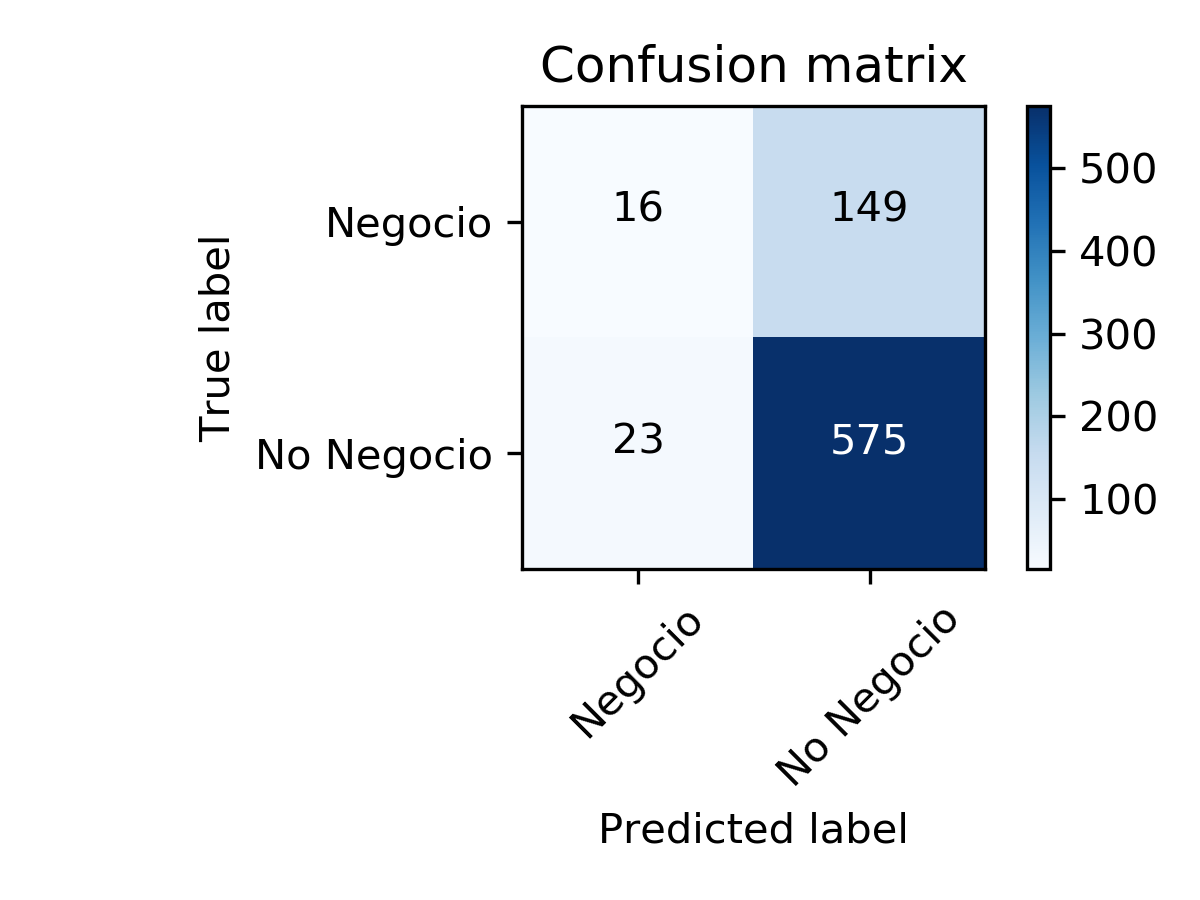 Confusion matrix
True label
Negocio
No Negocio
16 149
23 575
500
400
300
200
100
Negocio
No Negocio
Predicted label